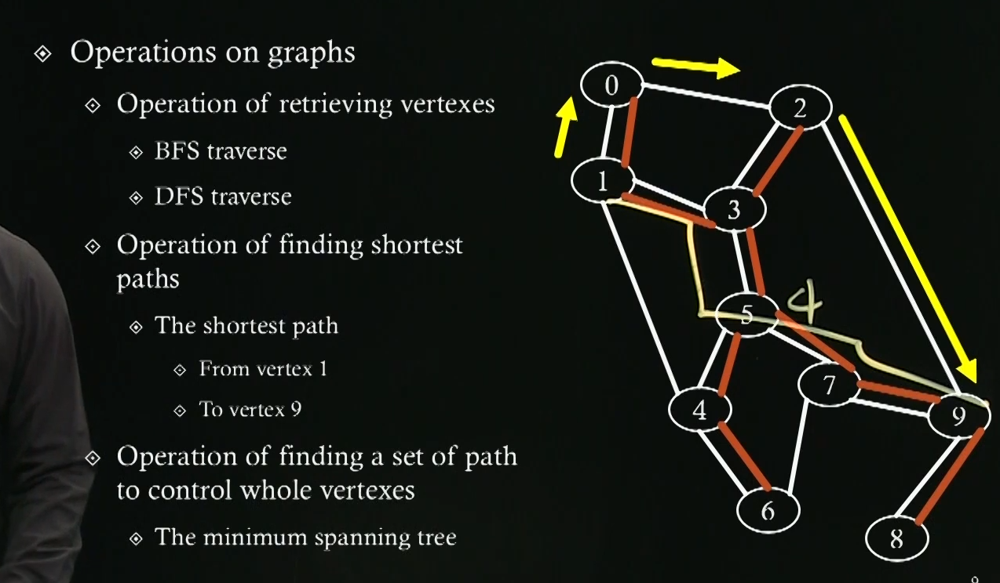 Operations on graphs
Operation of retrieving vertexes
BFS traverse
DFS traverse
Operation of finding shortest
paths
The shortest path
From vertex 1
To vertex 9
Operation of finding a set of path
to control whole vertexes
The minimum spanning tree
0
2
1
3
4
5
7
4
9
6
8
9